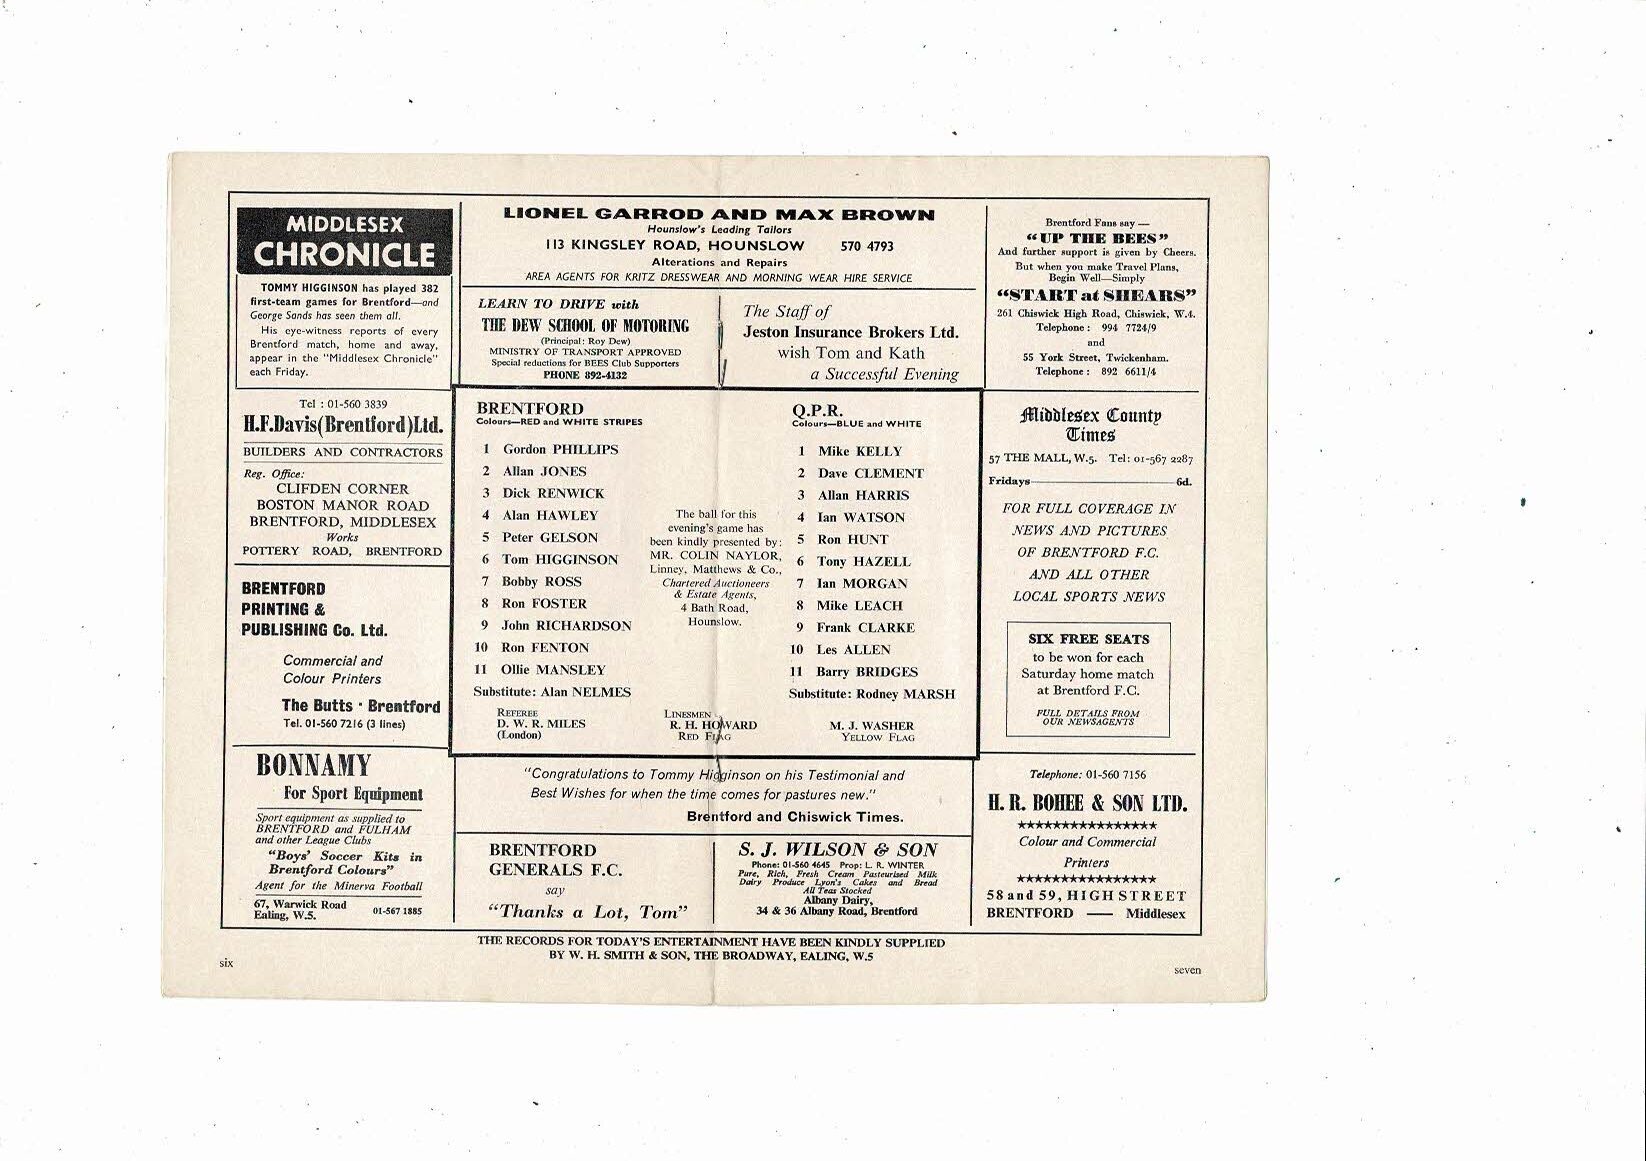 MIDDLESEX
CHRONICLE
TOMMY HIGGINSON has played 382
first-team games for Brentford—and
George Sands has seen them all.
His eye-witness reports of every
Brentford match, home and away,
appear in the "Middlesex Chronicle"
each Friday.
LIONEL GARROD AND MAX BROWN
Hounslow's Leading Tailors
113 KINGSLEY ROAD, HOUNSLOW 570 4793
Alterations and Repairs
AREA AGENTS FOR KRITZ DRESSWEAR AND MORNING WEAR HIRE SERVICE
LEARN TO DRIVE with
THE DEW SCHOOL OF MOTORING
(Principal: Roy Dew)
MINISTRY OF TRANSPORT APPROVED
Special reductions for BEES Club Supporters
PHONE 892-4132
The Staff of
Jeston Insurance Brokers Ltd.
wish Tom and Kath
a Successful Evening
Brentford Fans say —
"UP THE BEES"
And further support is given by Cheers.
But when you make Travel Plans,
Begin Well—Simply
"START at SHEARS"
261 Chiswick High Road, Chiswick, W.4.
Telephone : 994 7724/9
and
55 York Street, Twickenham.
Telephone : 892 6611/4
Tel : 01-560 3839
H.F.Davis(Brentford)Ltd.
BUILDERS AND CONTRACTORS
Reg. Office:
CLIFDEN CORNER
BOSTON MANOR ROAD
BRENTFORD, MIDDLESEX
Works
POTTERY ROAD, BRENTFORD
BRENTFORD
PRINTING &
PUBLISHING Co. Ltd.
Commercial and
Colour Printers
The Butts · Brentford
Tel. 01-560 7216 (3 lines)
BONNAMY
For Sport Equipment
Sport equipment as supplied to
BRENTFORD and FULHAM
and other League Clubs
"Boys' Soccer Kits in
Brentford Colours"
Agent for the Minerva Football
67, Warwick Road
Ealing, W.5.
01-567 1885
BRENTFORD
Colours—RED and WHITE STRIPES
1 Gordon PHILLIPS
2 Allan JONES
3 Dick RENWICK
4 Alan HAWLEY
5 Peter GELSON
6 Tom HIGGINSON
7 Bobby ROSS
8 Ron FOSTER
9 John RICHARDSON
10 Ron FENTON
11 Ollie MANSLEY
Substitute: Alan NELMES
The ball for this
evening's game has
been kindly presented by:
MR. COLIN NAYLOR,
Linney, Matthews & Co.,
Chartered Auctioneers
& Estate Agents,
4 Bath Road,
Hounslow.
Q.P.R.
Colours—BLUE and WHITE
1 Mike KELLY
2 Dave CLEMENT
3 Allan HARRIS
4 Ian WATSON
5 Ron HUNT
6 Tony HAZELL
7 Ian MORGAN
8 Mike LEACH
9 Frank CLARKE
10 Les ALLEN
11 Barry BRIDGES
Substitute: Rodney MARSH
REFEREE
D. W. R. MILES
(London)
LINESMEN
R. H. HOWARD
RED FLAG
M. J. WASHER
YELLOW FLAG
"Congratulations to Tommy Higginson on his Testimonial and
Best Wishes for when the time comes for pastures new."
Brentford and Chiswick Times.
BRENTFORD
GENERALS F.C.
say
"Thanks a Lot, Tom"
S. J. WILSON & SON
Phone: 01-560 4645 Prop: L. R. WINTER
Pure, Rich, Fresh Cream Pasteurised Milk
Dairy Produce Lyon's Cakes and Bread
All Teas Stocked
Albany Dairy,
34 & 36 Albany Road, Brentford
Middlesex County
Times
57 THE MALL, W.5. Tel: 01-567 2287
Fridays 6d.
FOR FULL COVERAGE IN
NEWS AND PICTURES
OF BRENTFORD F.C.
AND ALL OTHER
LOCAL SPORTS NEWS
SIX FREE SEATS
to be won for each
Saturday home match
at Brentford F.C.
FULL DETAILS FROM
OUR NEWSAGENTS
Telephone: 01-560 7156
H. R. BOHEE & SON LTD.
★★★★★★★★★★★★★★★★
Colour and Commercial
Printers
★★★★★★★★★★★★★★★★
58 and 59, HIGH STREET
BRENTFORD — Middlesex
THE RECORDS FOR TODAY'S ENTERTAINMENT HAVE BEEN KINDLY SUPPLIED
BY W. H. SMITH & SON, THE BROADWAY, EALING, W.5
six
seven